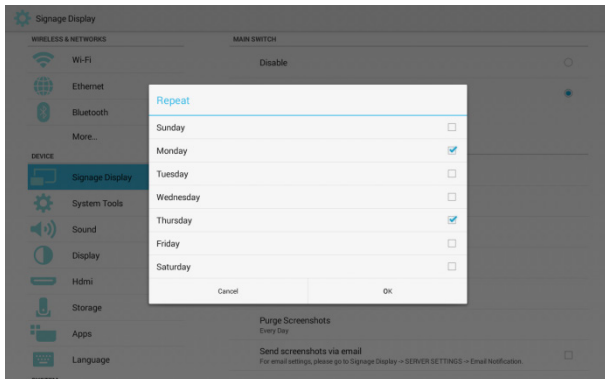 Signage Display
WIRELESS & NETWORKS
Wi-Fi
Ethernet
Bluetooth
More...
DEVICE
Signage Display
System Tools
Sound
Display
Hdmi
Storage
Apps
Language
MAIN SWITCH
Disable
Repeat
Sunday
Monday
Tuesday
Wednesday
Thursday
Friday
Saturday
Cancel
OK
Purge Screenshots
Every Day
Send screenshots via email
For email settings, please go to Signage Display -> SERVER SETTINGS -> Email Notification.